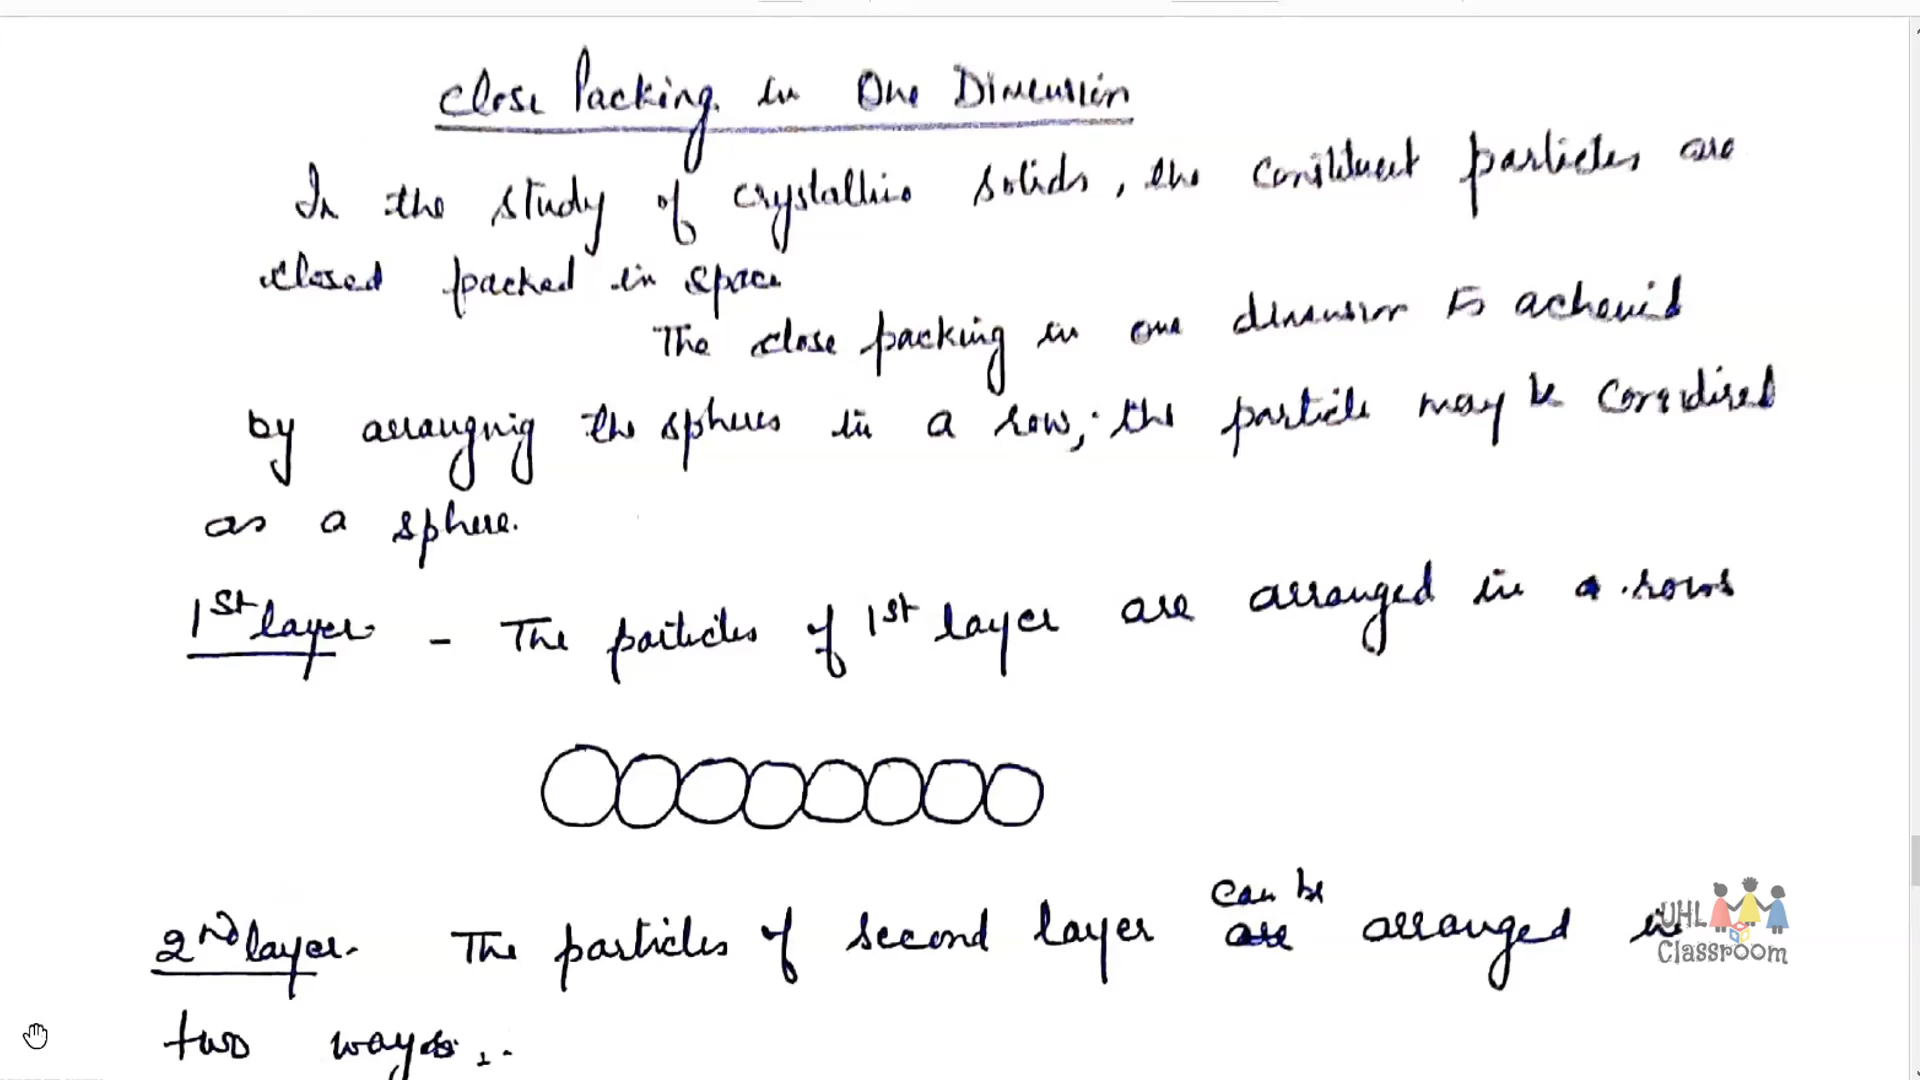 Close Packing in One Dimension
In the study of crystalline solids, the constituent particles are
closed packed in space
The close packing in one dimension is acheived
by arranging the spheres in a row, the particle may be considered
as a sphere.
1st layer - The particles of 1st layer are arranged in a rows
can be
2nd layer. The particles of second layer are arranged in
two ways..
UHL
Classroom